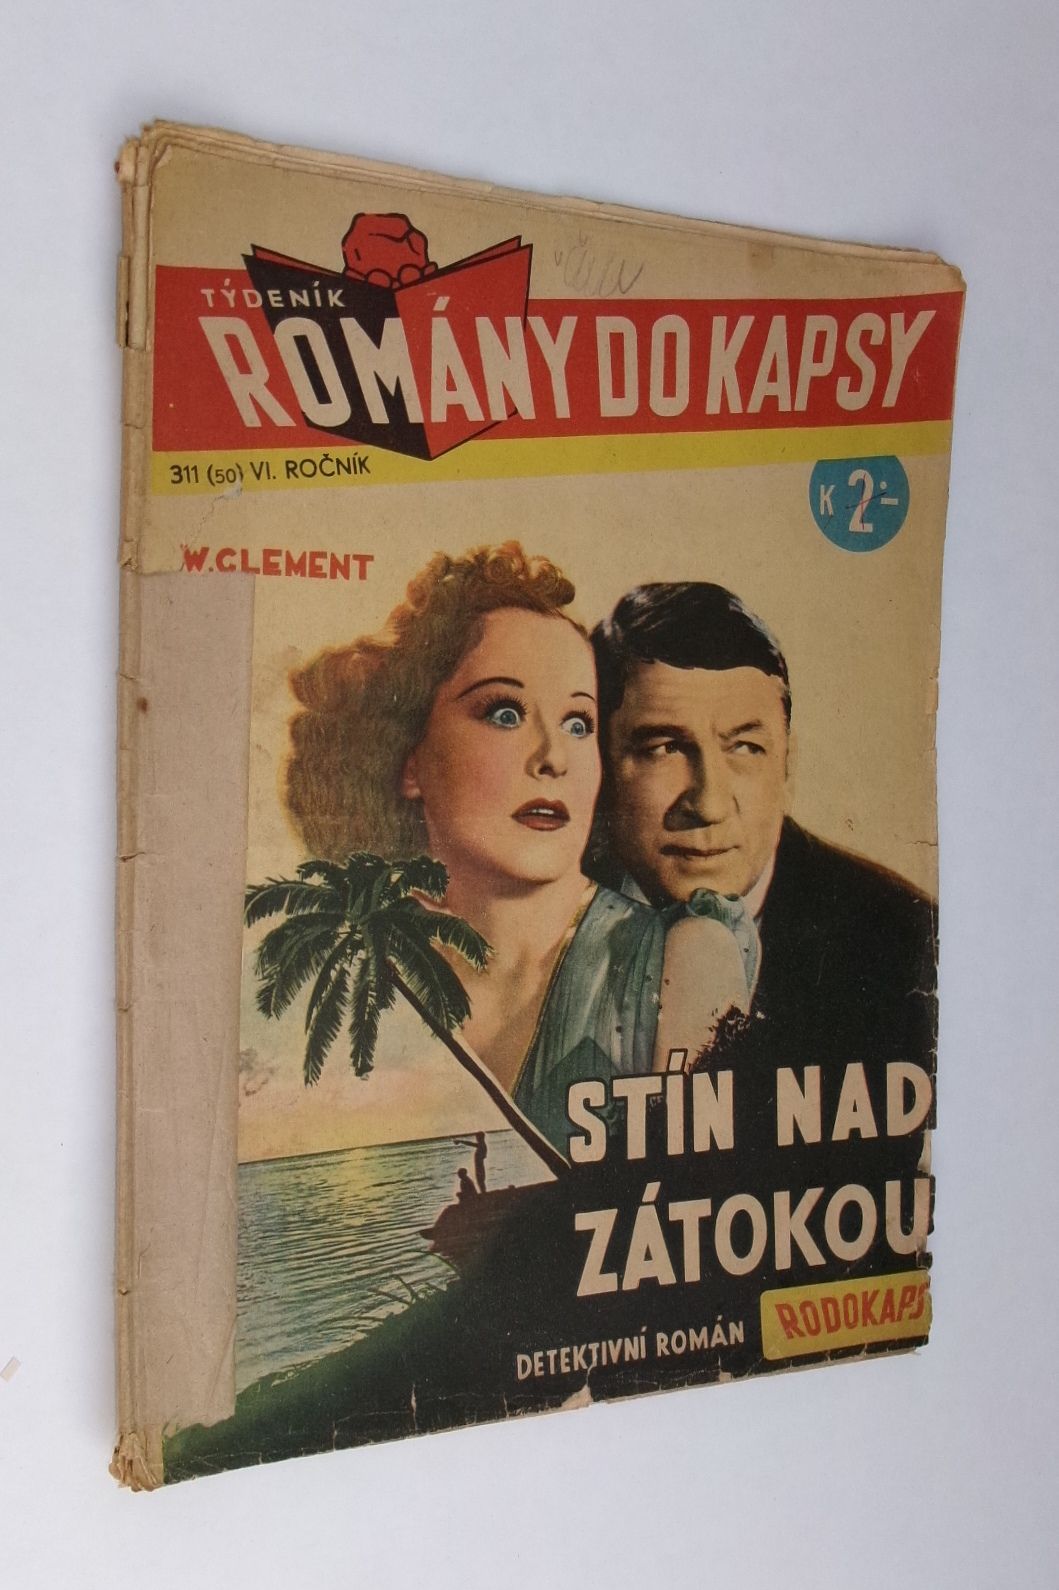 TÝDENÍK
ROMÁNY DO KAPSY
311 (50) VI. ROČNÍK
K 2·–
W. CLEMENT
STÍN NAD
ZÁTOKOU
DETEKTIVNÍ ROMÁN
RODOKAPS